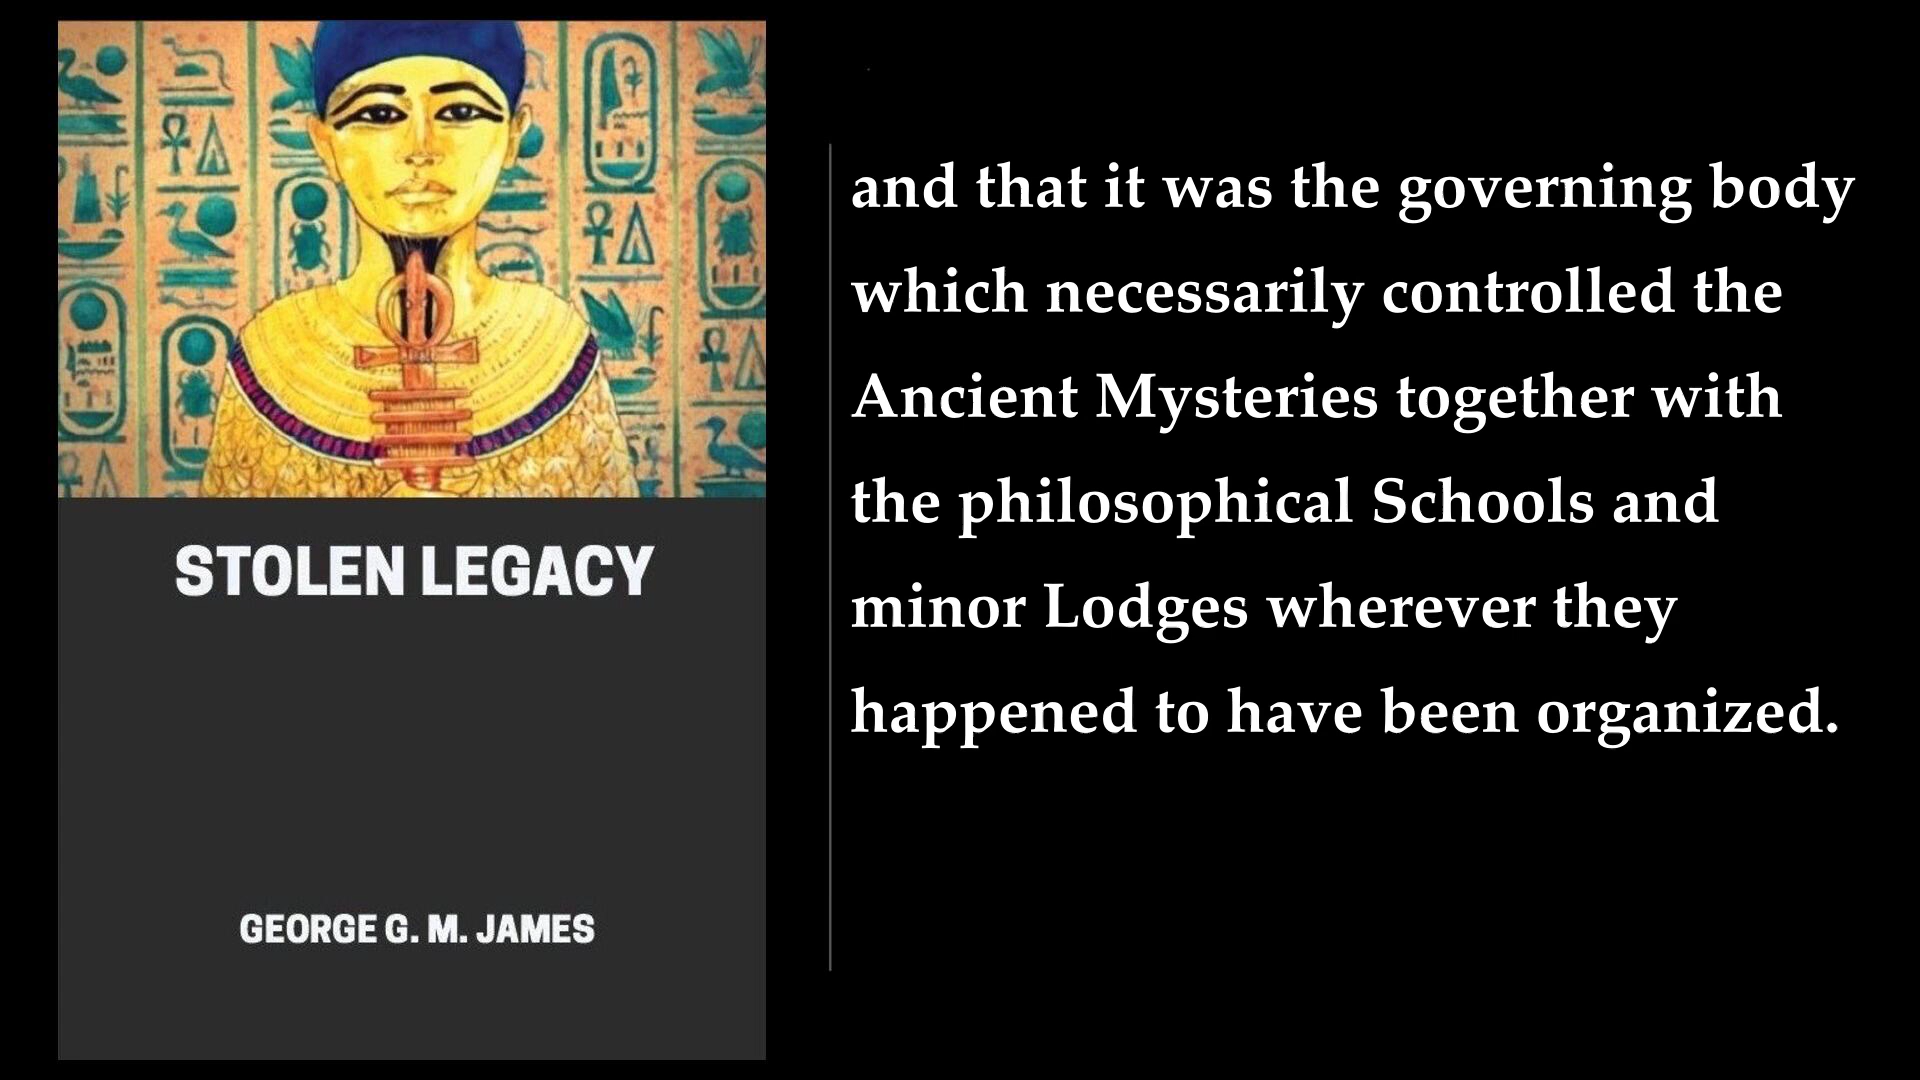 STOLEN LEGACY
GEORGE G. M. JAMES
and that it was the governing body
which necessarily controlled the
Ancient Mysteries together with
the philosophical Schools and
minor Lodges wherever they
happened to have been organized.